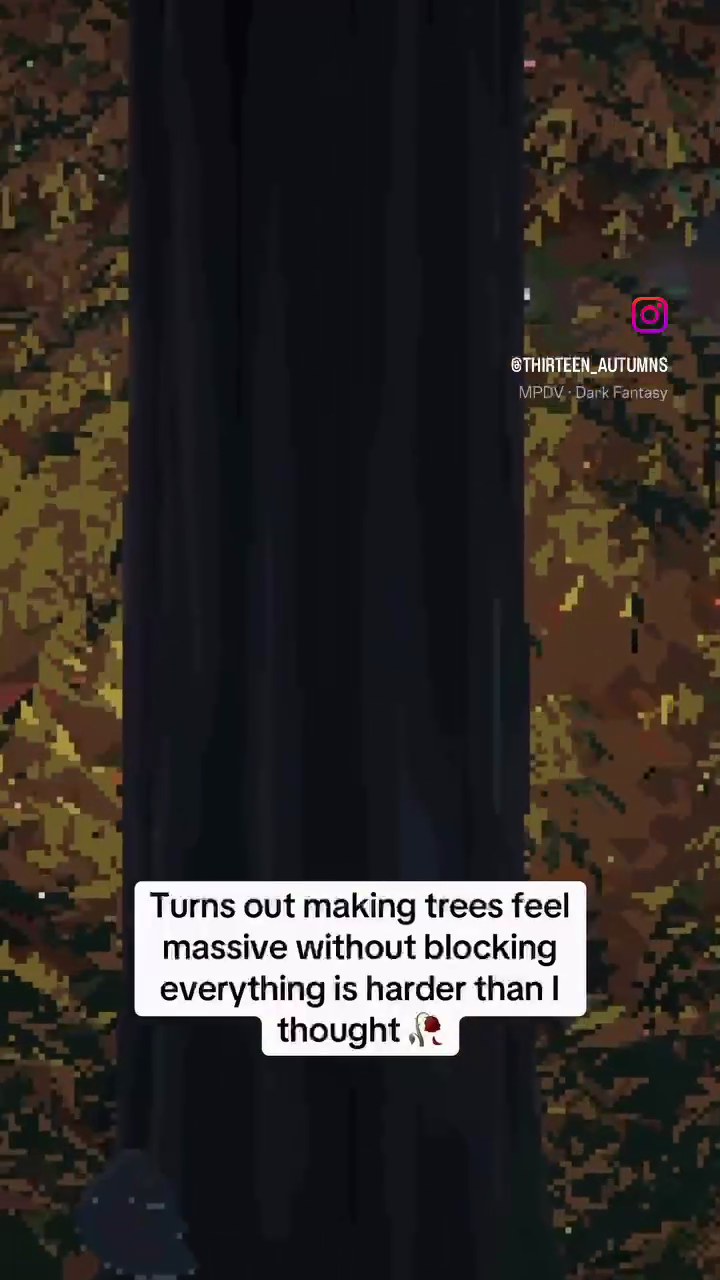 @THIRTEEN_AUTUMNS
MPDV · Dark Fantasy
Turns out making trees feel
massive without blocking
everything is harder than I
thought 🥀